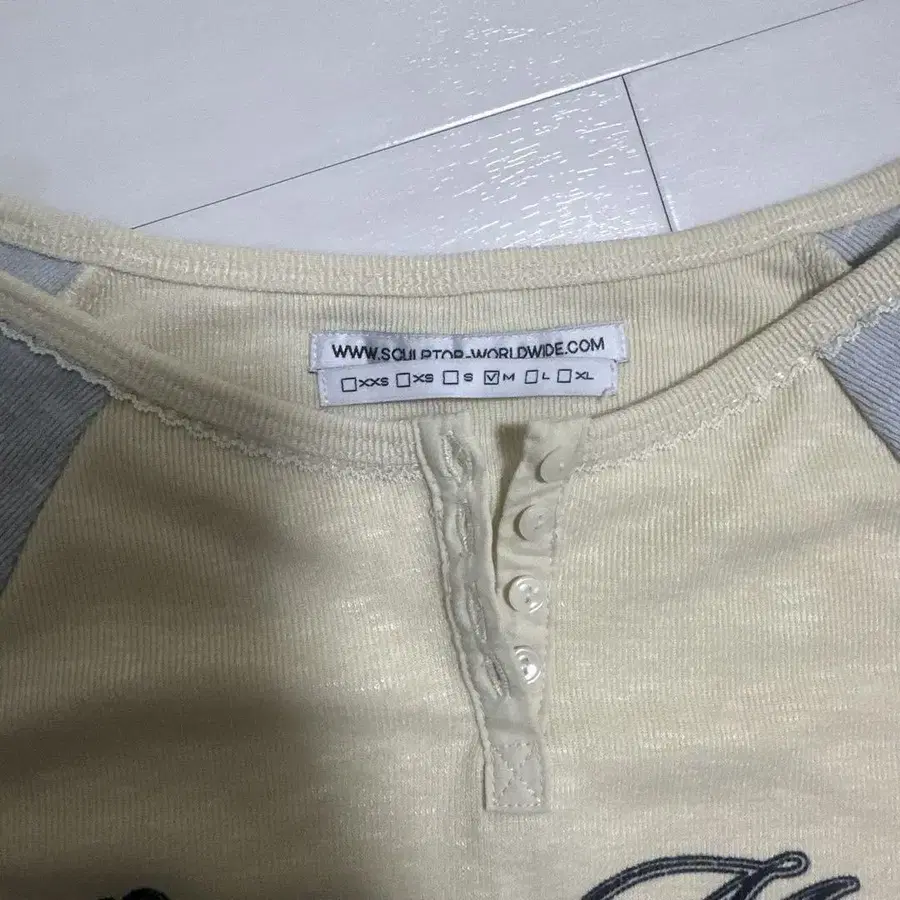 WWW.SCULPTOR-WORLDWIDE.COM
☐XXS ☐XS ☐S ☑M ☐L ☐XL